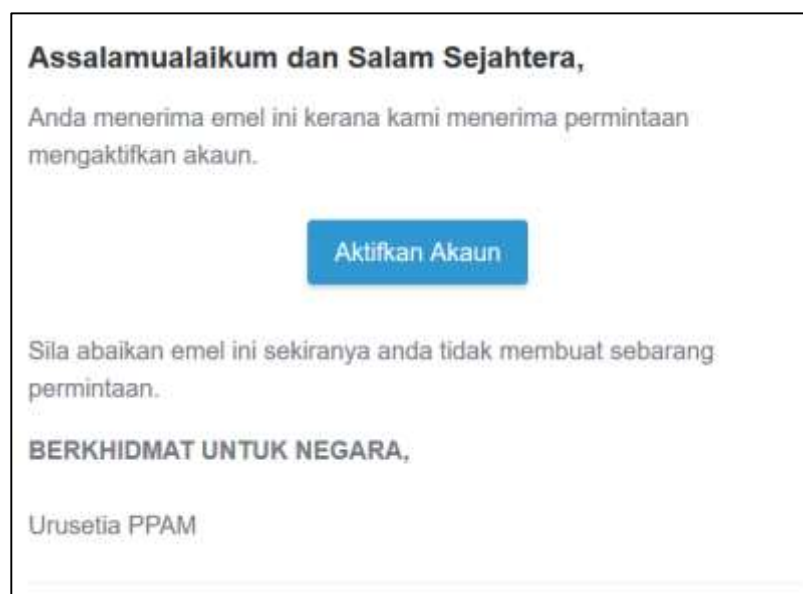 Assalamualaikum dan Salam Sejahtera,
Anda menerima emel ini kerana kami menerima permintaan
mengaktifkan akaun.
Aktifkan Akaun
Sila abaikan emel ini sekiranya anda tidak membuat sebarang
permintaan.
BERKHIDMAT UNTUK NEGARA,
Urusetia PPAM